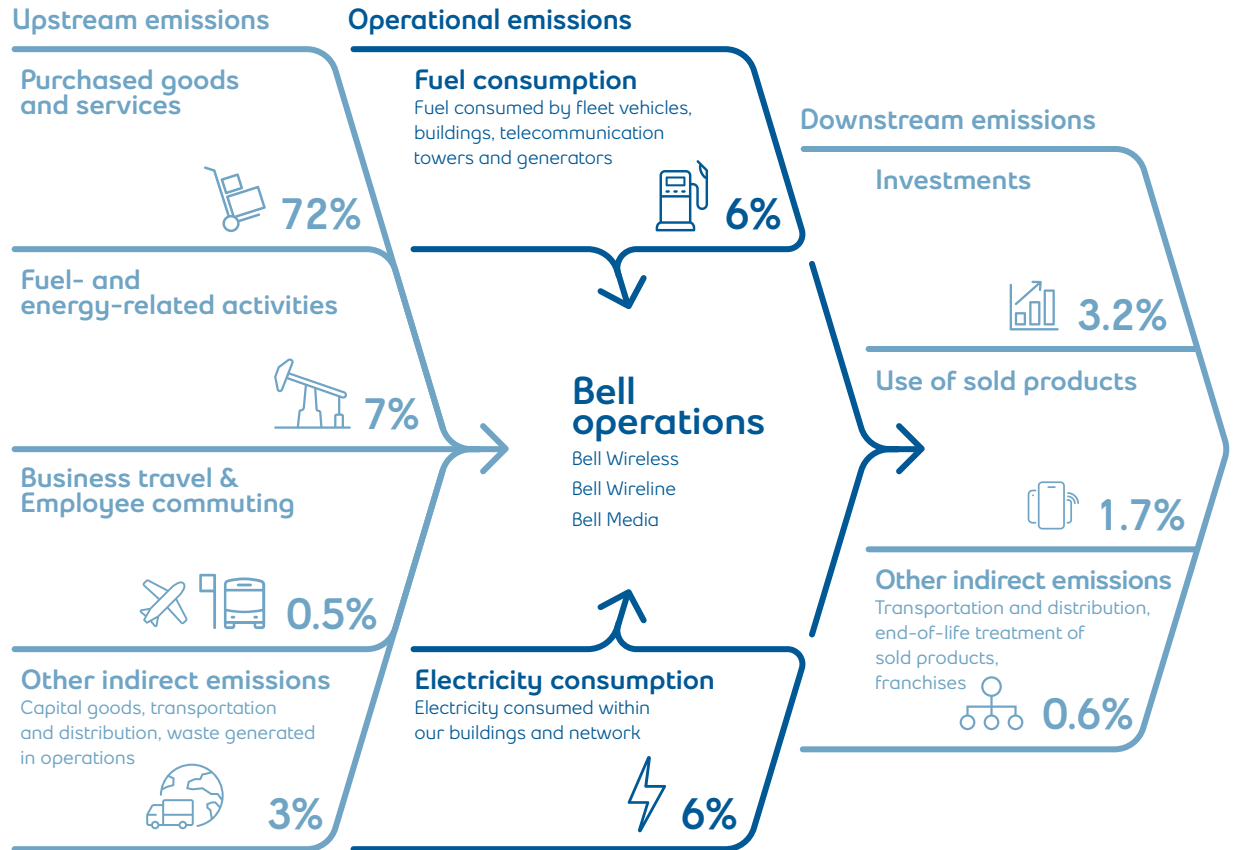 Upstream emissions
Purchased goods
and services
72%
Fuel- and
energy-related activities
7%
Business travel &
Employee commuting
0.5%
Other indirect emissions
Capital goods, transportation
and distribution, waste generated
in operations
3%
Operational emissions
Fuel consumption
Fuel consumed by fleet vehicles,
buildings, telecommunication
towers and generators
6%
Bell
operations
Bell Wireless
Bell Wireline
Bell Media
Electricity consumption
Electricity consumed within
our buildings and network
6%
Downstream emissions
Investments
3.2%
Use of sold products
1.7%
Other indirect emissions
Transportation and distribution,
end-of-life treatment of
sold products,
franchises
0.6%